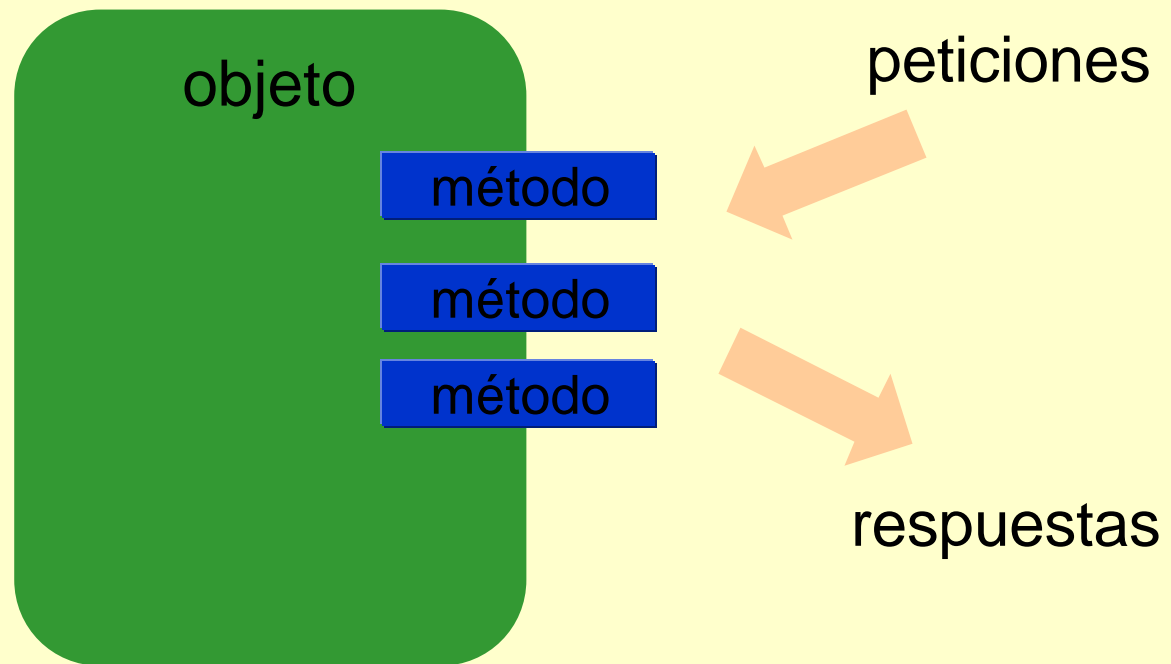 objeto
peticiones
método
método
método
respuestas